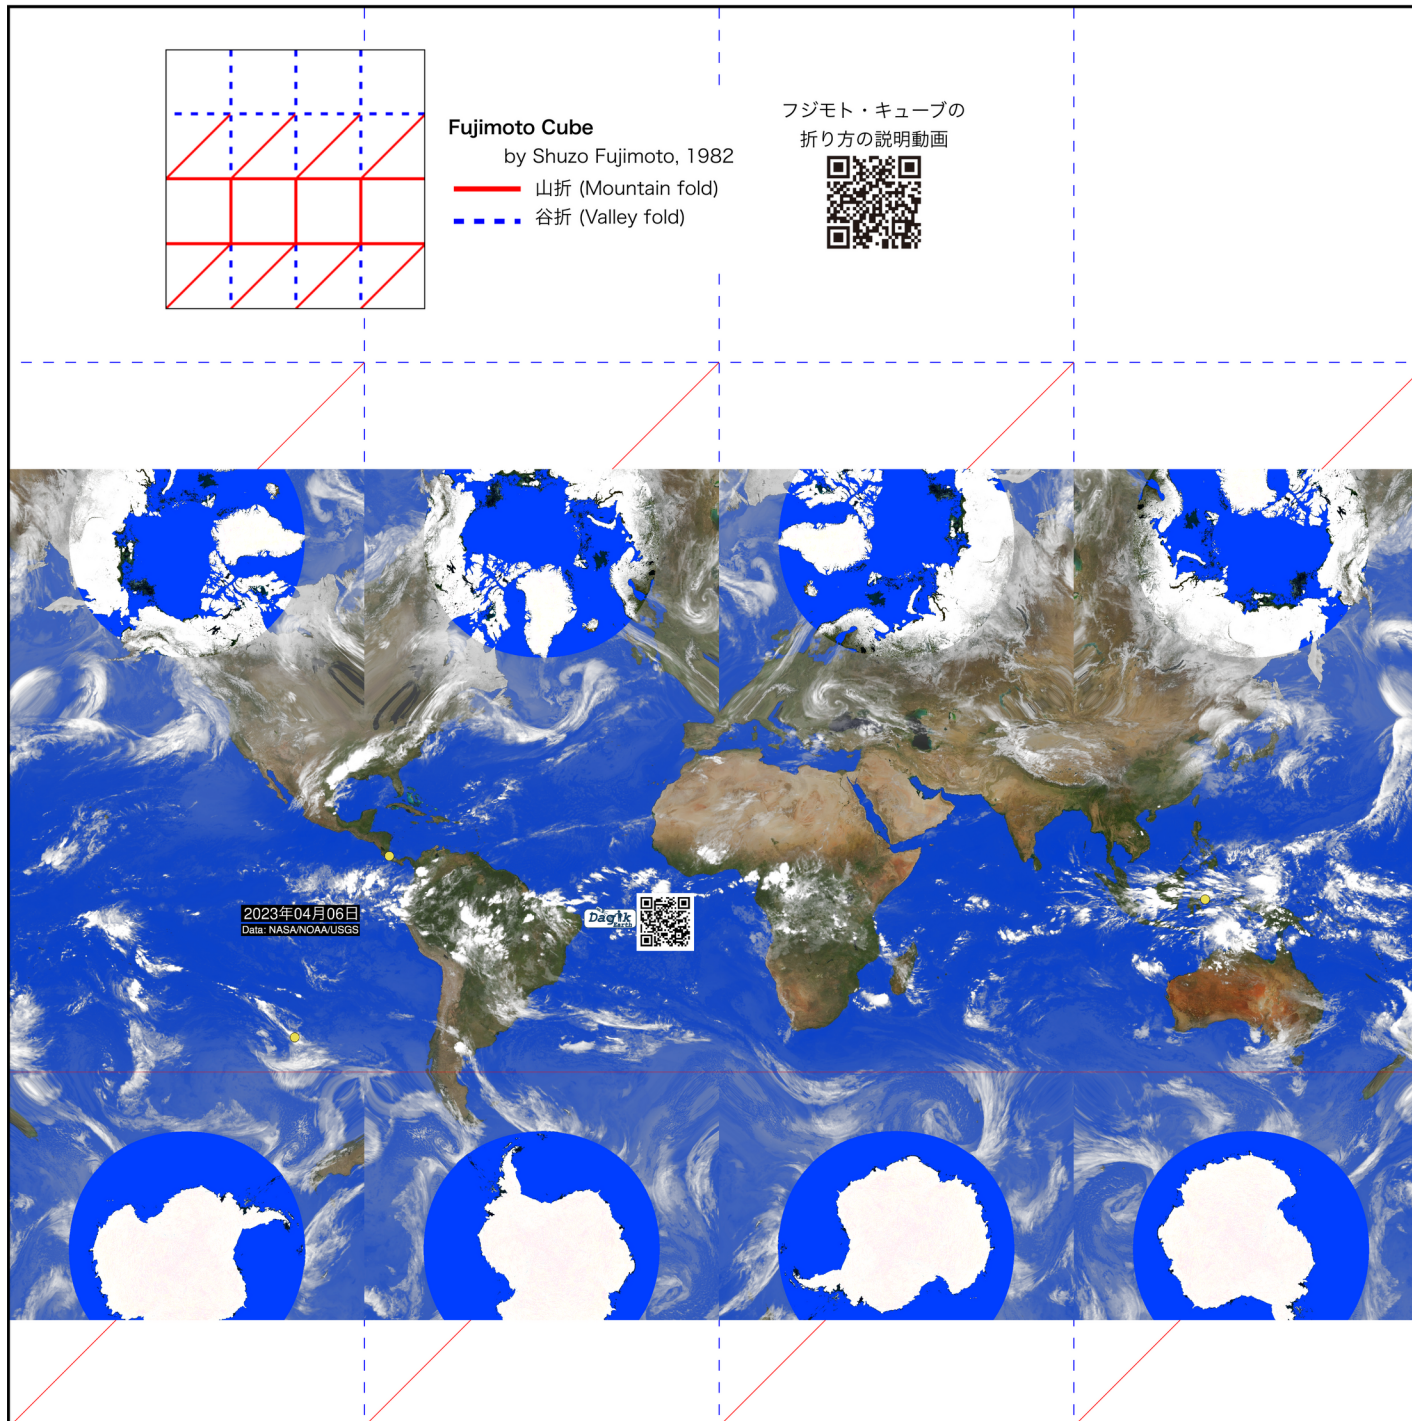 Fujimoto Cube
by Shuzo Fujimoto, 1982
山折 (Mountain fold)
谷折 (Valley fold)
フジモト・キューブの
折り方の説明動画
2023年04月06日
Data: NASA/NOAA/USGS
Dagik
Earth